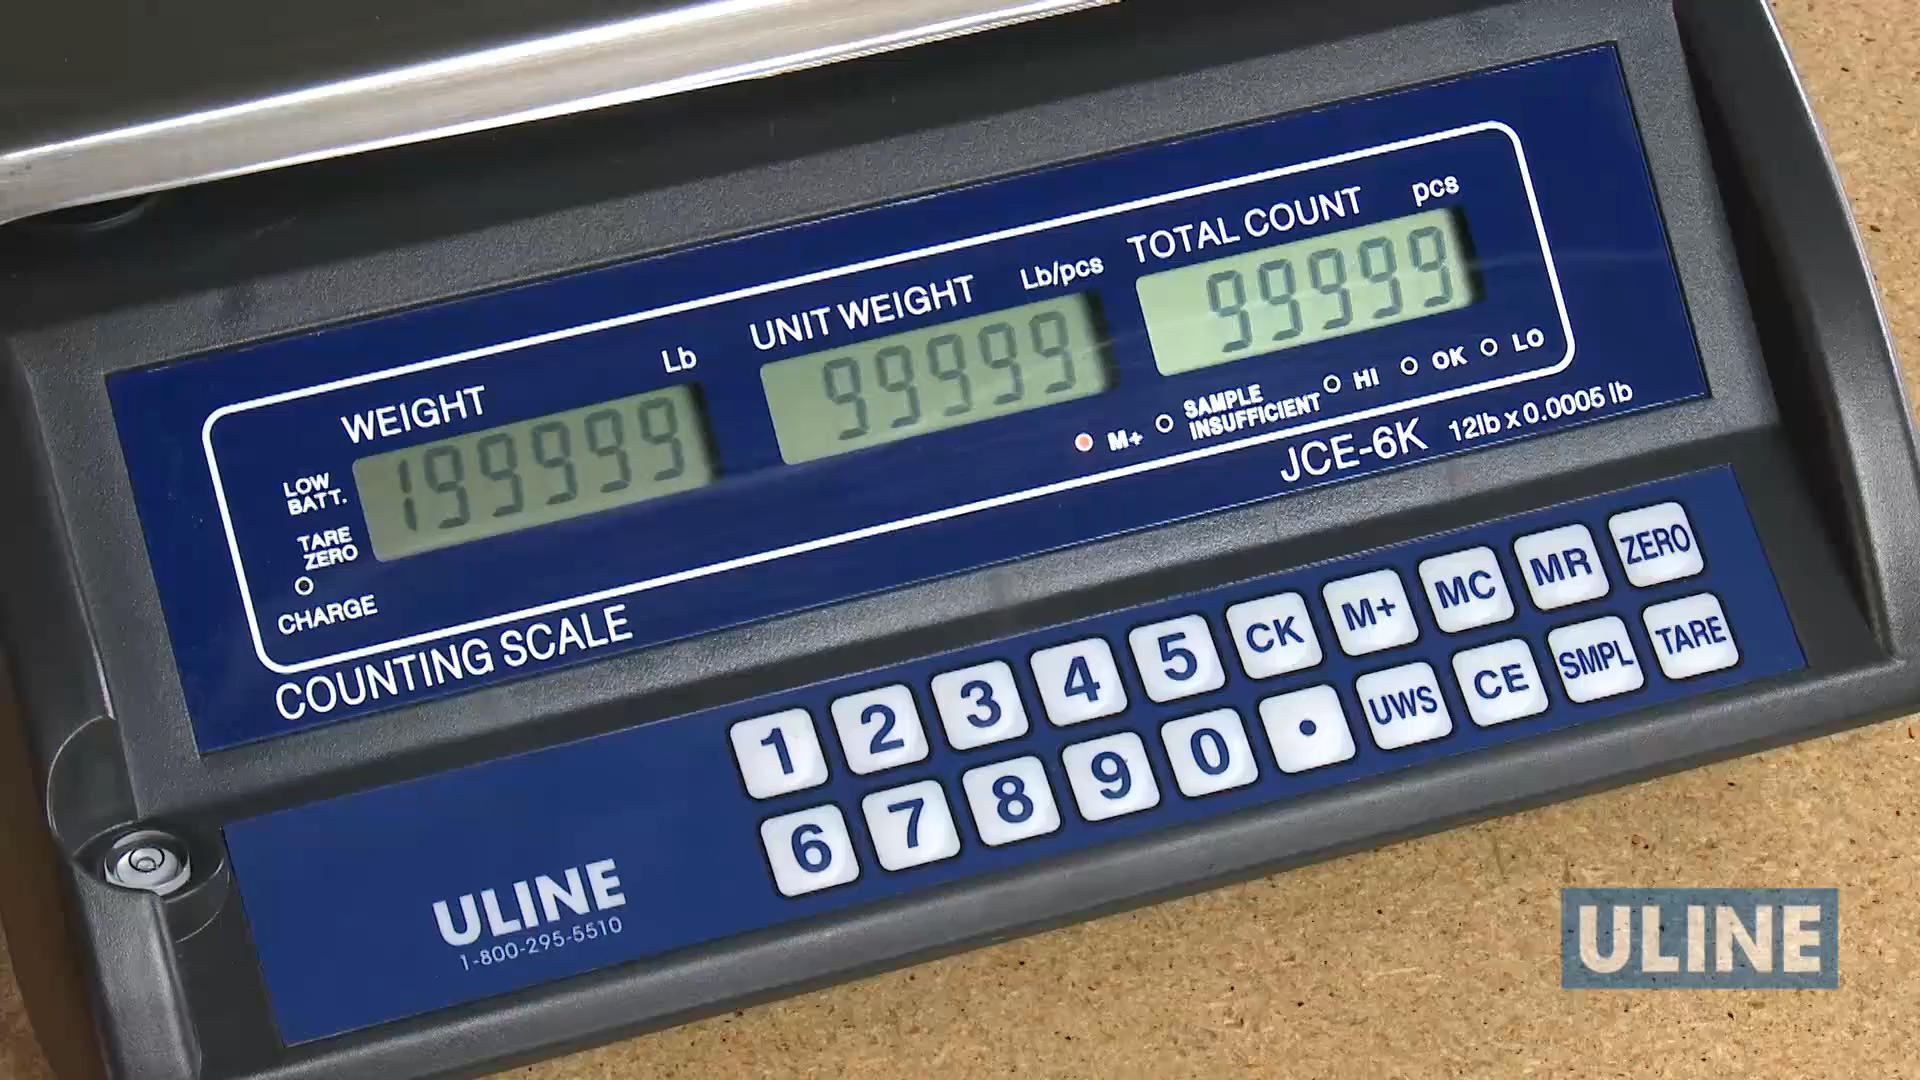 TOTAL COUNT pcs
99999
UNIT WEIGHT Lb/pcs
99999
WEIGHT Lb
199999
LOW
BATT.
TARE
ZERO
CHARGE
M+
SAMPLE
INSUFFICIENT
HI
OK
LO
JCE-6K 12lb x 0.0005 lb
COUNTING SCALE
1 2 3 4 5 CK M+ MC MR ZERO
6 7 8 9 0 • UWS CE SMPL TARE
ULINE
1-800-295-5510
ULINE